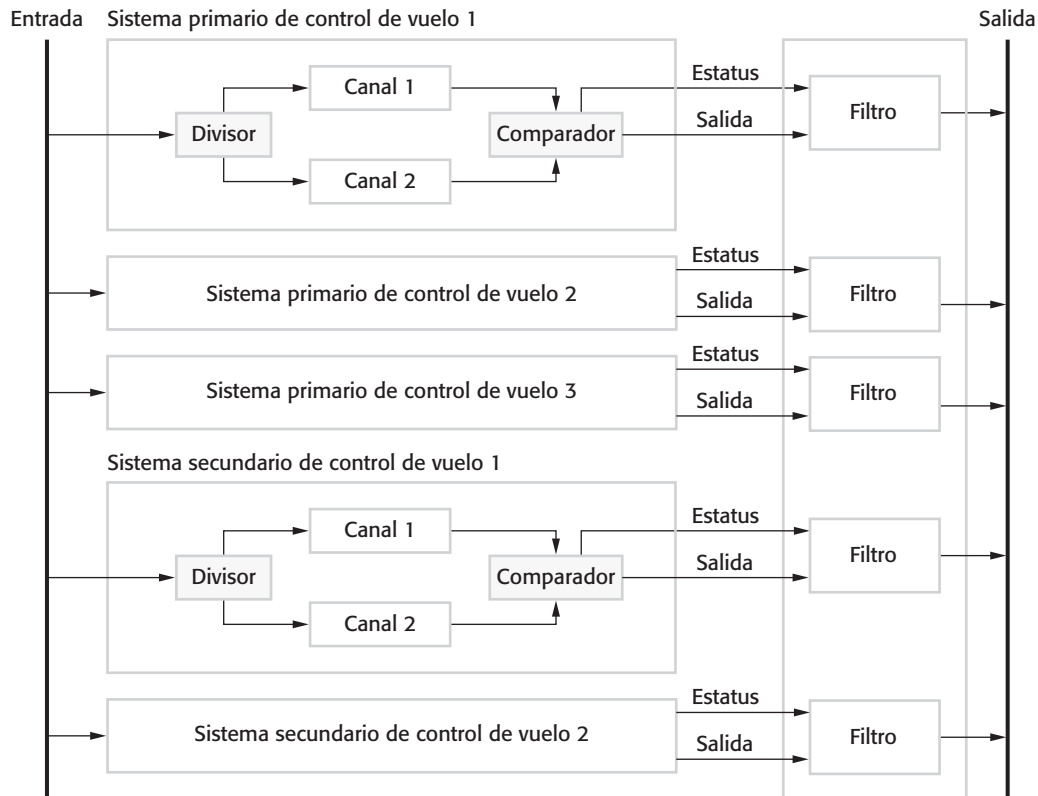 Entrada
Sistema primario de control de vuelo 1
Salida
Canal 1
Estatus
Filtro
Divisor
Comparador
Salida
Canal 2
Estatus
Sistema primario de control de vuelo 2
Filtro
Salida
Estatus
Sistema primario de control de vuelo 3
Filtro
Salida
Sistema secundario de control de vuelo 1
Canal 1
Estatus
Filtro
Divisor
Comparador
Salida
Canal 2
Estatus
Sistema secundario de control de vuelo 2
Filtro
Salida